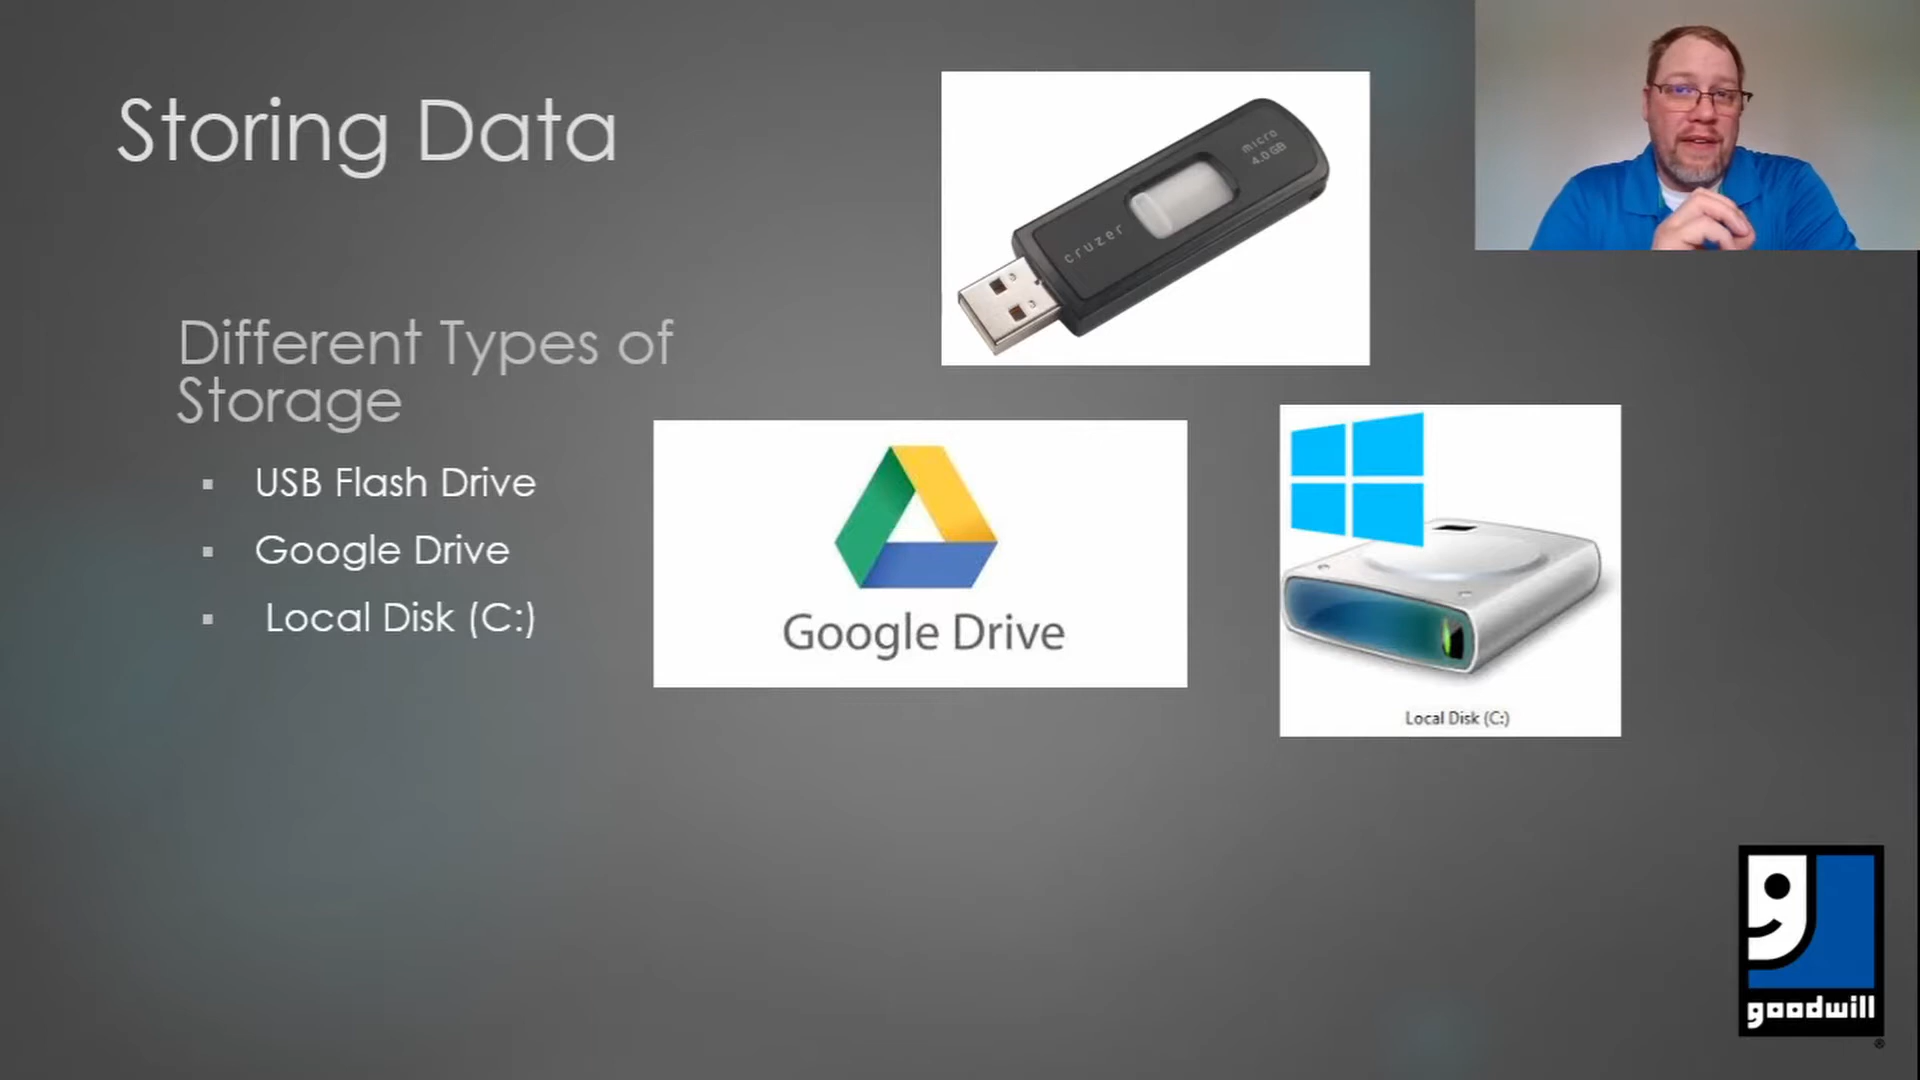 Storing Data
micro
4.0 GB
cruzer
Different Types of
Storage
▪ USB Flash Drive
▪ Google Drive
▪ Local Disk (C:)
Google Drive
Local Disk (C:)
goodwill
®